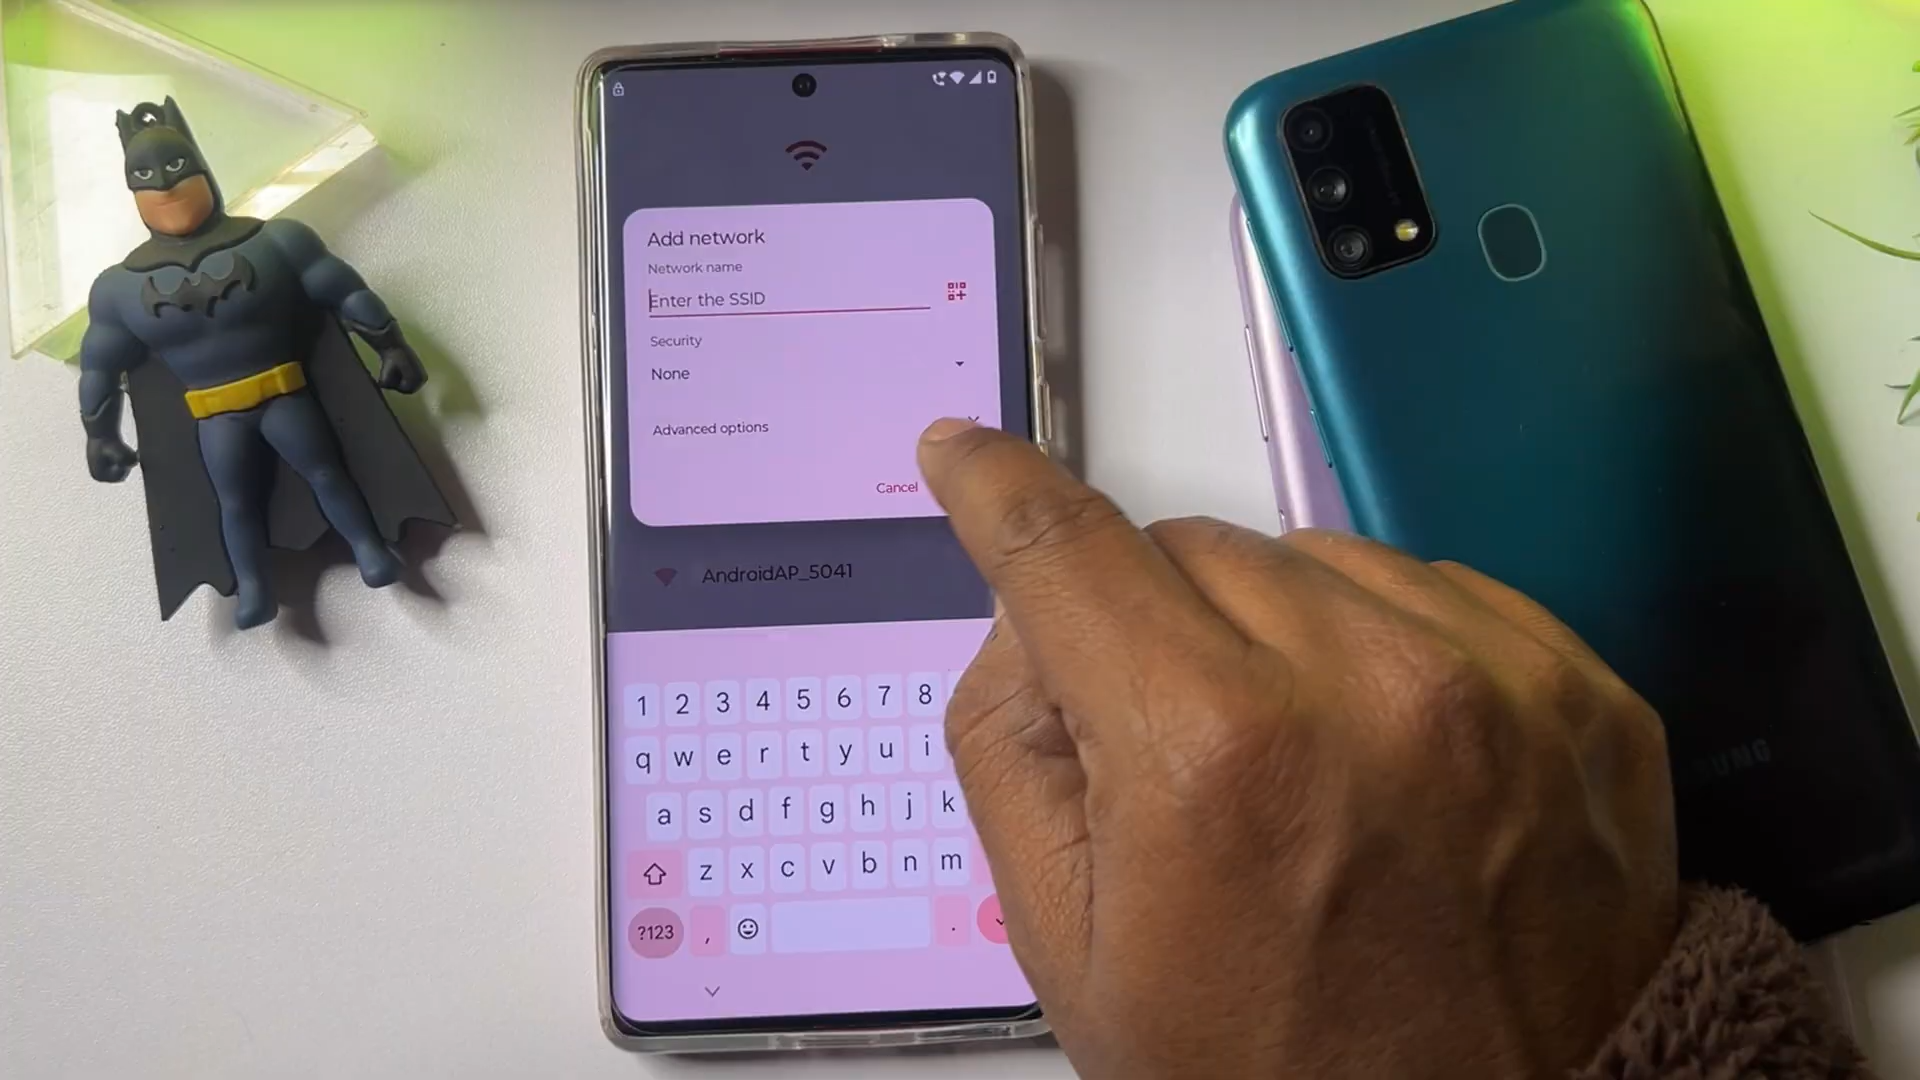 Add network
Network name
Enter the SSID
Security
None
Advanced options
Cancel
AndroidAP_5041
1 2 3 4 5 6 7 8
q w e r t y u i
a s d f g h j k
z x c v b n m
?123 , .